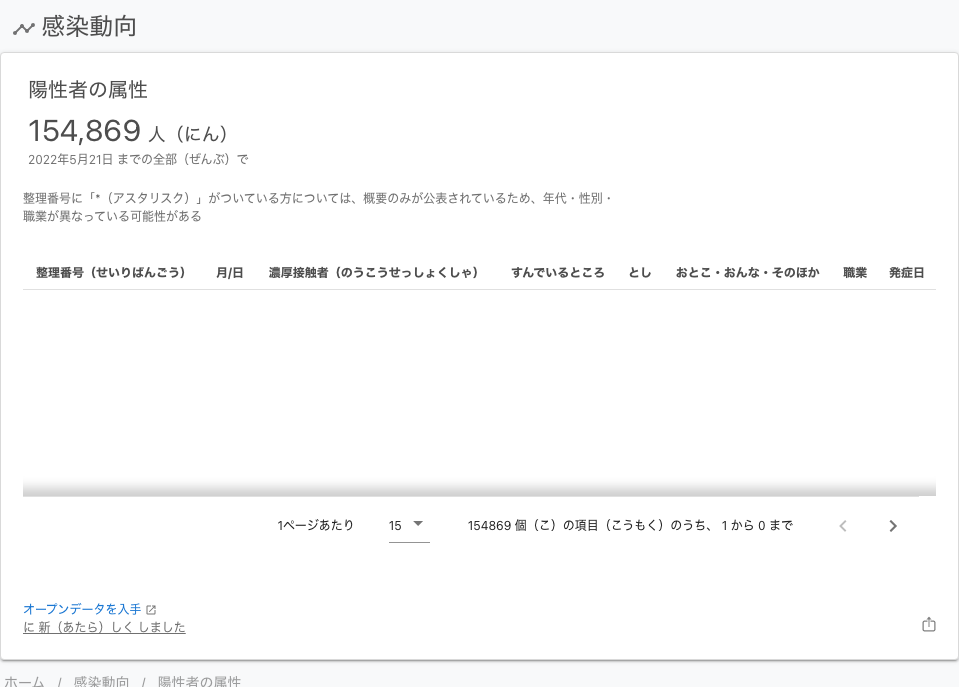 感染動向
陽性者の属性
154,869 人（にん）
2022年5月21日 までの全部（ぜんぶ）で
整理番号に「*（アスタリスク）」がついている方については、概要のみが公表されているため、年代・性別・
職業が異なっている可能性がある
整理番号（せいりばんごう） 月/日 濃厚接触者（のうこうせっしょくしゃ） すんでいるところ とし おとこ・おんな・そのほか 職業 発症日
1ページあたり 15 154869 個（こ）の項目（こうもく）のうち、 1 から 0 まで
オープンデータを入手
に 新（あたら）しく しました
ホーム / 感染動向 / 陽性者の属性